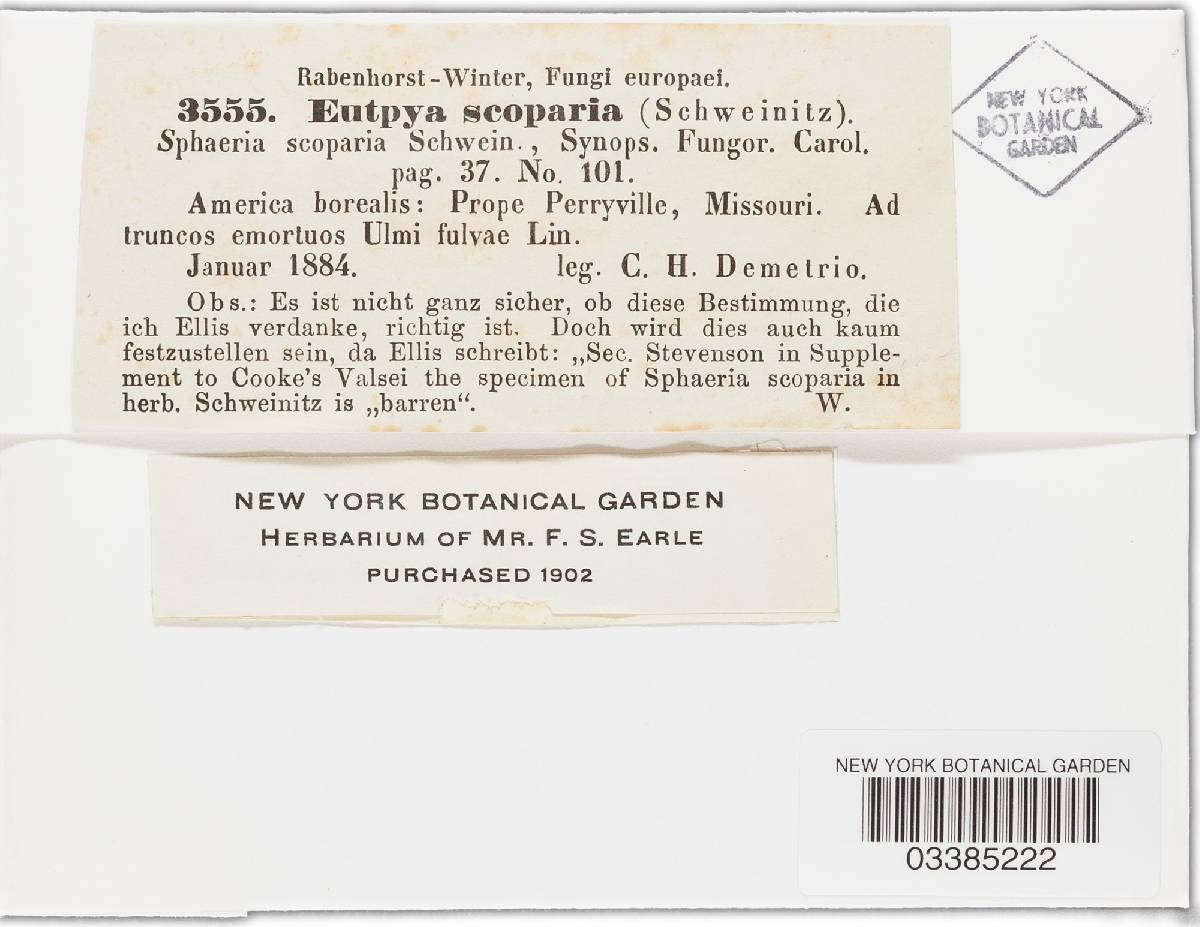 Rabenhorst-Winter, Fungi europaei.
3555. Eutpya scoparia (Schweinitz).
Sphaeria scoparia Schwein., Synops. Fungor. Carol.
pag. 37. No. 101.
America borealis: Prope Perryville, Missouri. Ad
truncos emortuos Ulmi fulvae Lin.
Januar 1884. leg. C. H. Demetrio.
Obs.: Es ist nicht ganz sicher, ob diese Bestimmung, die
ich Ellis verdanke, richtig ist. Doch wird dies auch kaum
festzustellen sein, da Ellis schreibt: „Sec. Stevenson in Supple-
ment to Cooke's Valsei the specimen of Sphaeria scoparia in
herb. Schweinitz is „barren“. W.
NEW YORK
BOTANICAL
GARDEN
NEW YORK BOTANICAL GARDEN
HERBARIUM OF MR. F. S. EARLE
PURCHASED 1902
NEW YORK BOTANICAL GARDEN
03385222